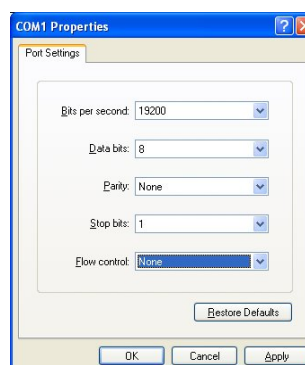 COM1 Properties
Port Settings
Bits per second: 19200
Data bits: 8
Parity: None
Stop bits: 1
Flow control: None
Restore Defaults
OK Cancel Apply